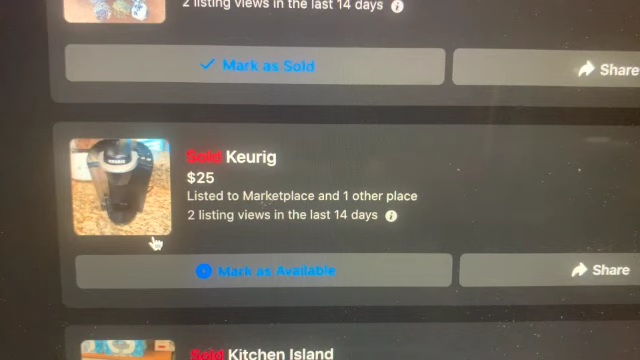 2 listing views in the last 14 days
Mark as Sold
Share
Sold Keurig
$25
Listed to Marketplace and 1 other place
2 listing views in the last 14 days
Mark as Available
Share
Sold Kitchen Island